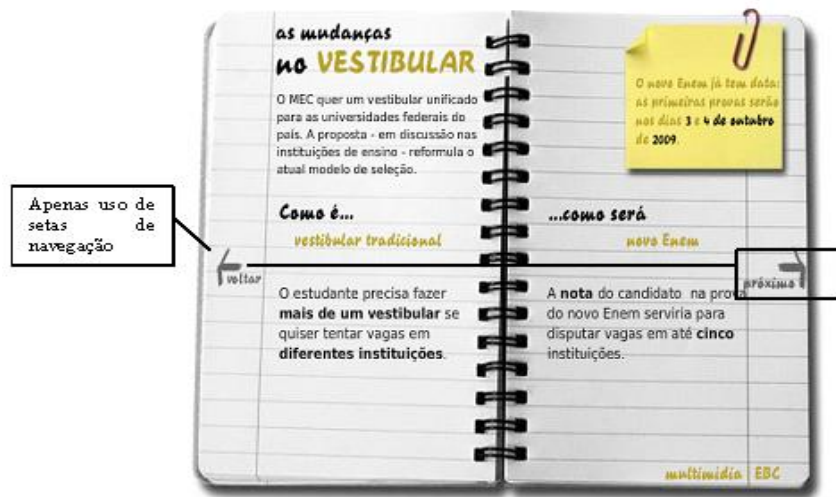 as mudanças
no VESTIBULAR
O MEC quer um vestibular unificado
para as universidades federais do
país. A proposta - em discussão nas
instituições de ensino - reformula o
atual modelo de seleção.
O novo Enem já tem data:
as primeiras provas serão
nos dias 3 e 4 de outubro
de 2009.
Apenas uso de
setas de
navegação
Como é...
vestibular tradicional
...como será
novo Enem
voltar
próximo
O estudante precisa fazer
mais de um vestibular se
quiser tentar vagas em
diferentes instituições.
A nota do candidato na prova
do novo Enem serviria para
disputar vagas em até cinco
instituições.
multimídia EBC